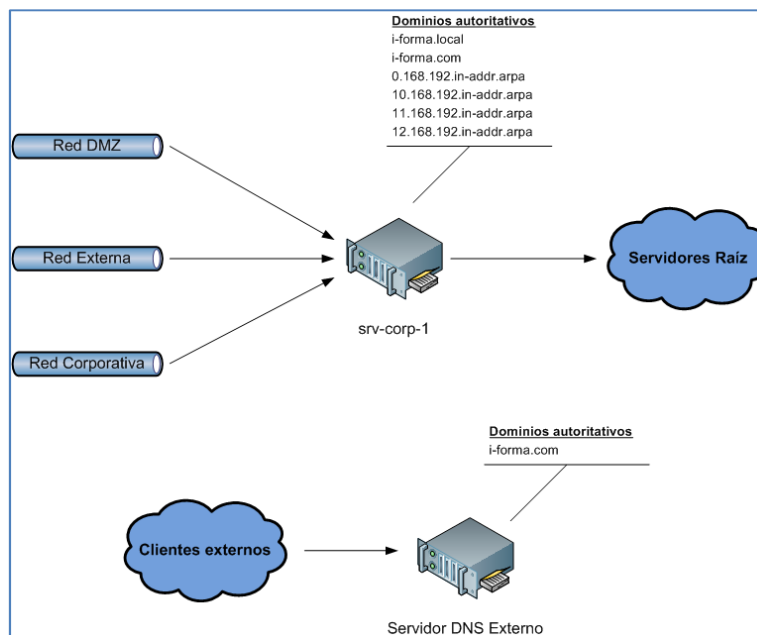 Dominios autoritativos
i-forma.local
i-forma.com
0.168.192.in-addr.arpa
10.168.192.in-addr.arpa
11.168.192.in-addr.arpa
12.168.192.in-addr.arpa
Red DMZ
Red Externa
Red Corporativa
srv-corp-1
Servidores Raíz
Dominios autoritativos
i-forma.com
Clientes externos
Servidor DNS Externo